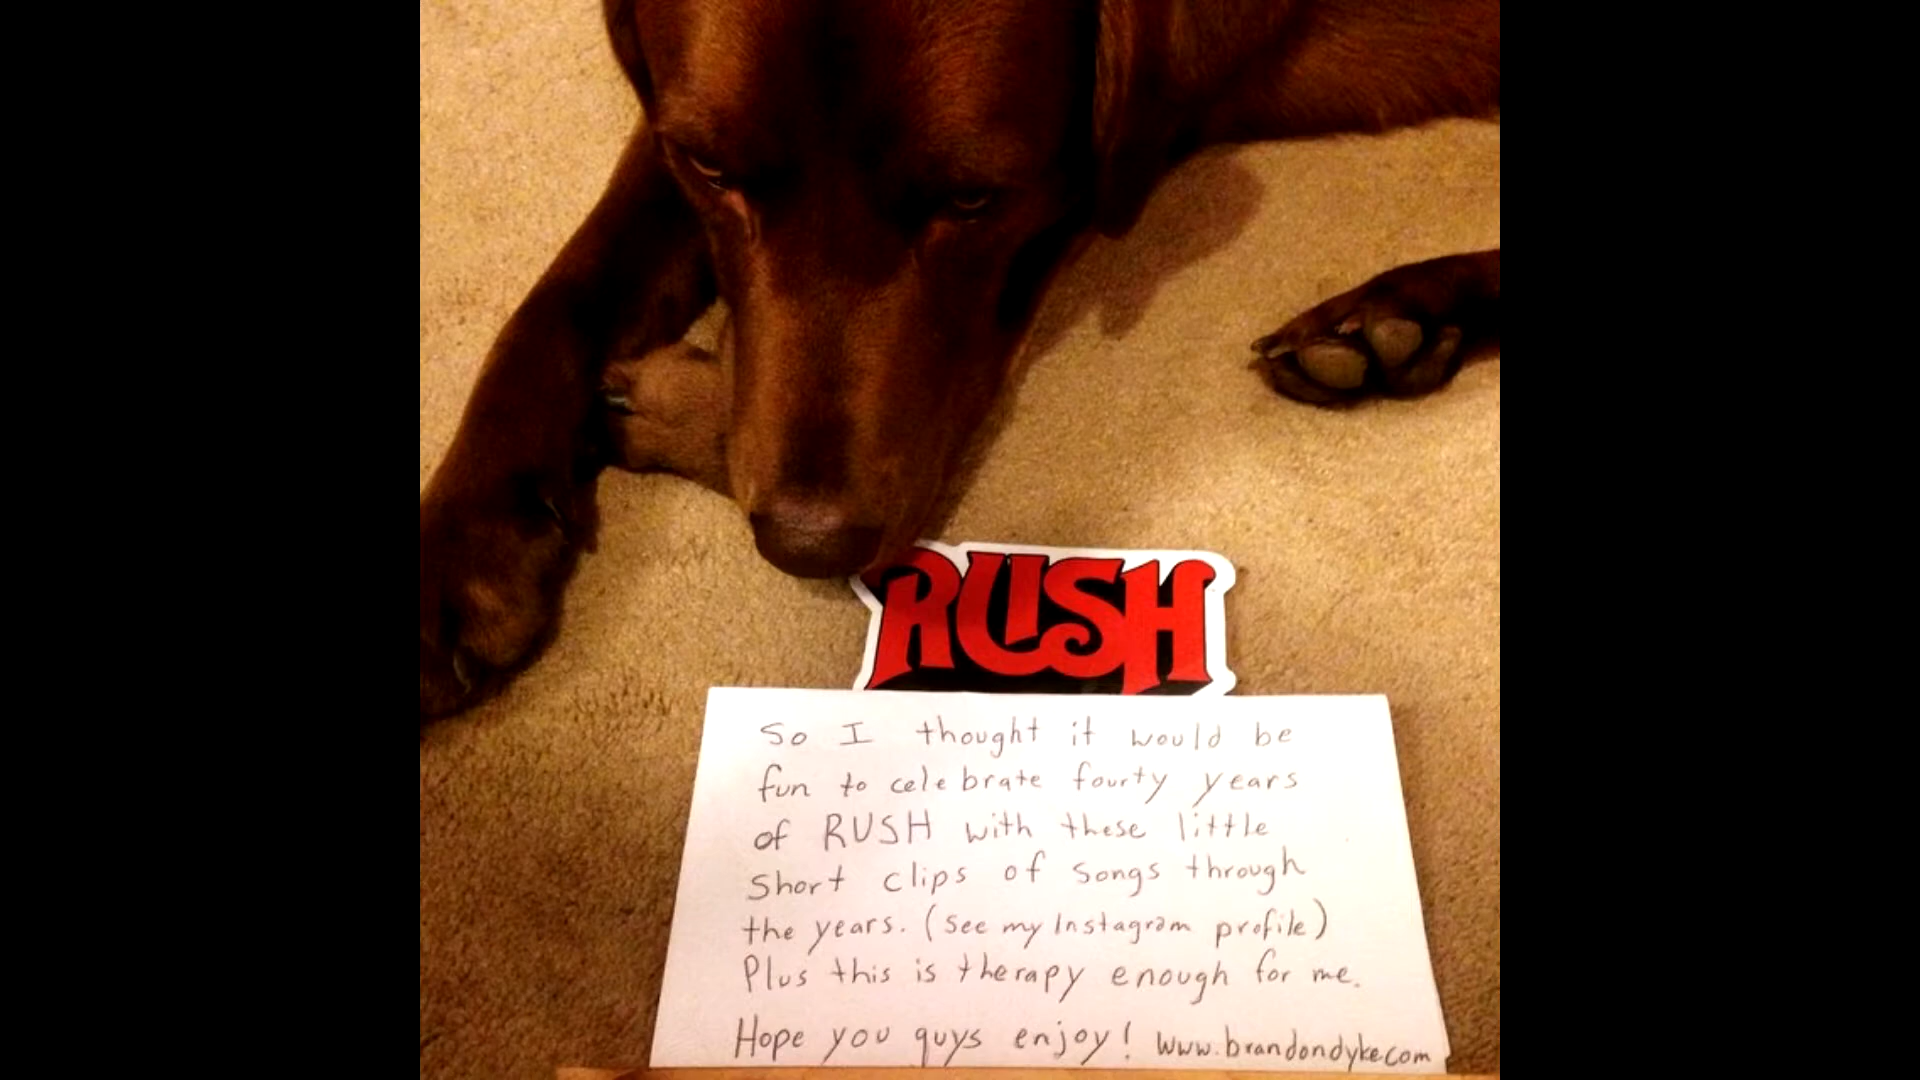 RUSH
So I thought it would be
fun to celebrate fourty years
of RUSH with these little
short clips of songs through
the years. (see my Instagram profile)
Plus this is therapy enough for me.
Hope you guys enjoy! www.brandondyke.com